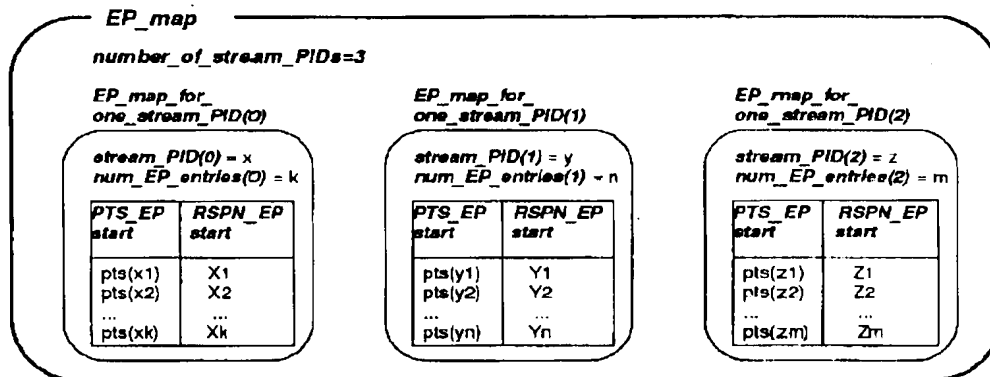 EP_map
number_of_stream_PIDs=3
EP_map_for_
one_stream_PID(0)
stream_PID(0) = x
num_EP_entries(0) = k
PTS_EP RSPN_EP
start start
pts(x1) X1
pts(x2) X2
... ...
pts(xk) Xk
EP_map_for_
one_stream_PID(1)
stream_PID(1) = y
num_EP_entries(1) = n
PTS_EP RSPN_EP
start start
pts(y1) Y1
pts(y2) Y2
... ...
pts(yn) Yn
EP_map_for_
one_stream_PID(2)
stream_PID(2) = z
num_EP_entries(2) = m
PTS_EP RSPN_EP
start start
pts(z1) Z1
pts(z2) Z2
... ...
pts(zm) Zm